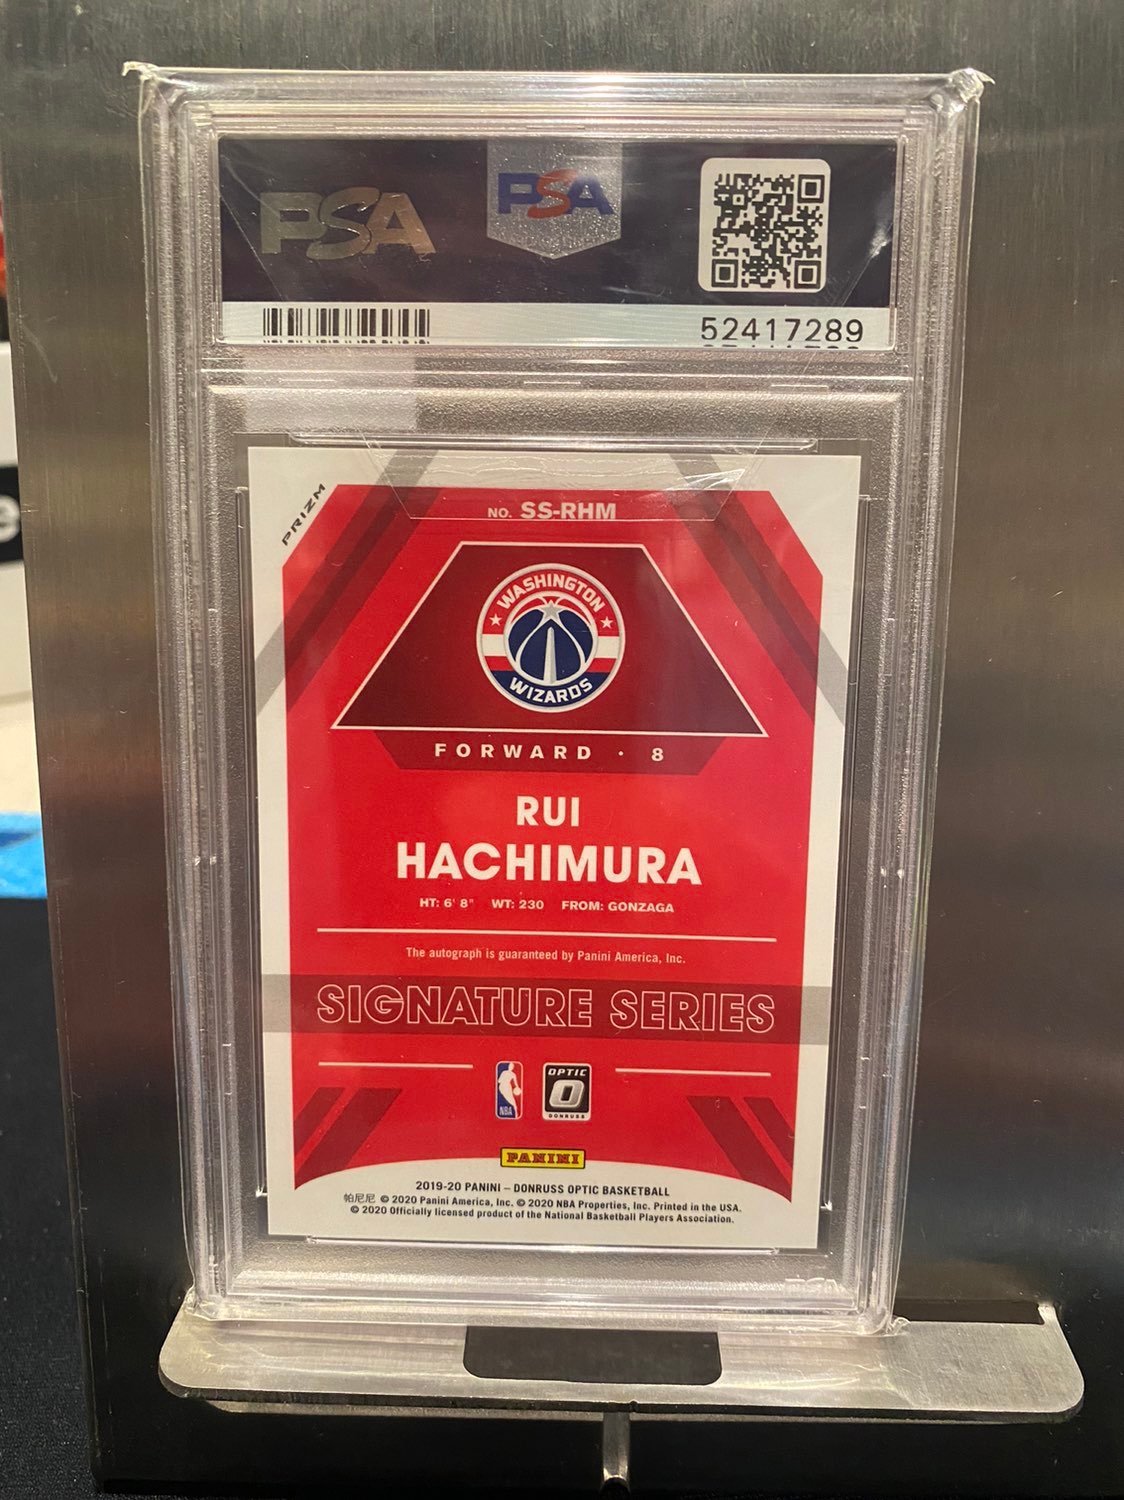 PSA
PSA
52417289
PRIZM
NO. SS-RHM
WASHINGTON
WIZARDS
FORWARD · 8
RUI
HACHIMURA
HT: 6' 8" WT: 230 FROM: GONZAGA
The autograph is guaranteed by Panini America, Inc.
SIGNATURE SERIES
NBA
OPTIC
DONRUSS
PANINI
2019-20 PANINI – DONRUSS OPTIC BASKETBALL
帕尼尼 © 2020 Panini America, Inc. © 2020 NBA Properties, Inc. Printed in the USA.
© 2020 Officially licensed product of the National Basketball Players Association.